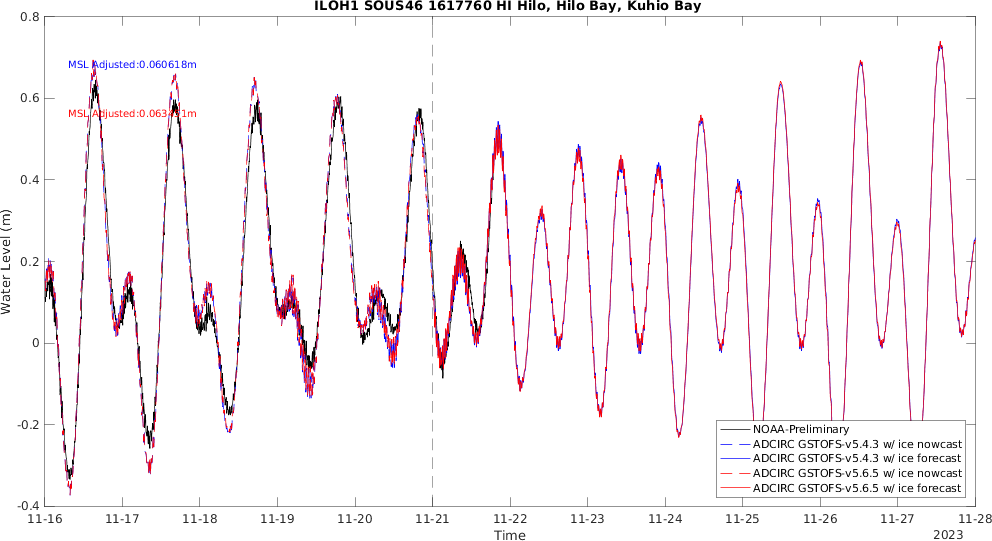 ILOH1 SOUS46 1617760 HI Hilo, Hilo Bay, Kuhio Bay
0.8
MSL Adjusted:0.060618m
0.6
MSL Adjusted:
0.4
Water Level (m)
0.2
0
-0.2
NOAA-Preliminary
ADCIRC GSTOFS-v5.4.3 w/ ice nowcast
ADCIRC GSTOFS-v5.4.3 w/ ice forecast
ADCIRC GSTOFS-v5.6.5 w/ ice nowcast
ADCIRC GSTOFS-v5.6.5 w/ ice forecast
-0.4
11-16 11-17 11-18 11-19 11-20 11-21 11-22 11-23 11-24 11-25 11-26 11-27 11-28
Time
2023